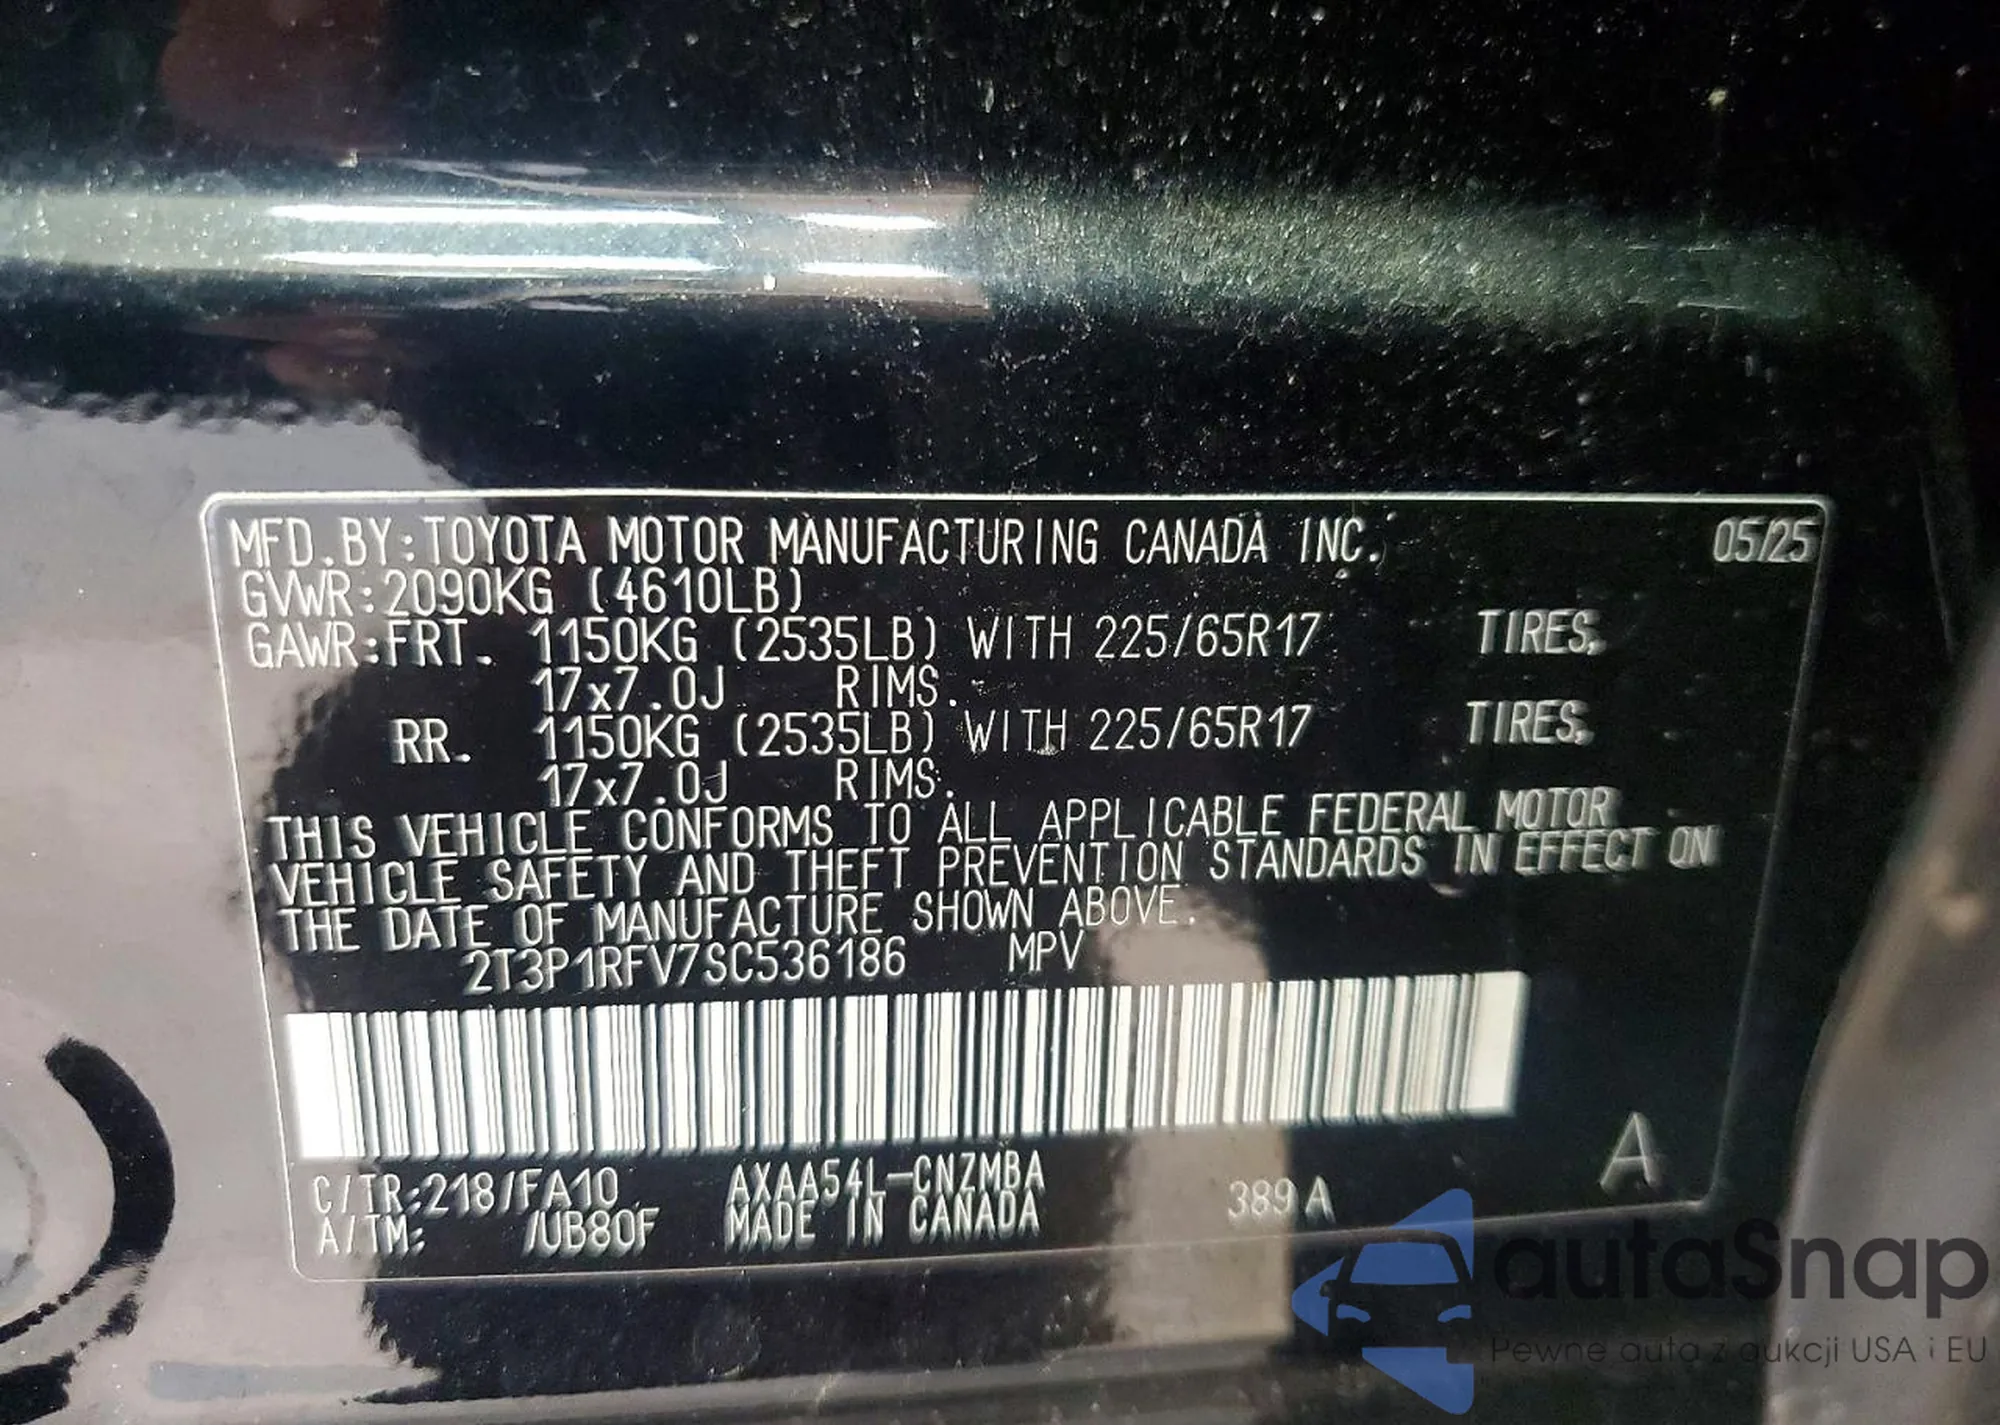 MFD.BY:TOYOTA MOTOR MANUFACTURING CANADA INC. 05/25
GVWR:2090KG (4610LB)
GAWR:FRT. 1150KG (2535LB) WITH 225/65R17 TIRES,
17x7.0J RIMS.
RR. 1150KG (2535LB) WITH 225/65R17 TIRES,
17x7.0J RIMS.
THIS VEHICLE CONFORMS TO ALL APPLICABLE FEDERAL MOTOR
VEHICLE SAFETY AND THEFT PREVENTION STANDARDS IN EFFECT ON
THE DATE OF MANUFACTURE SHOWN ABOVE.
2T3P1RFV7SC536186 MPV
C/TR:218/FA10 AXAA54L-CNZMBA 389A A
A/TM: /UB80F MADE IN CANADA
autaSnap
Pewne auta z aukcji USA i EU